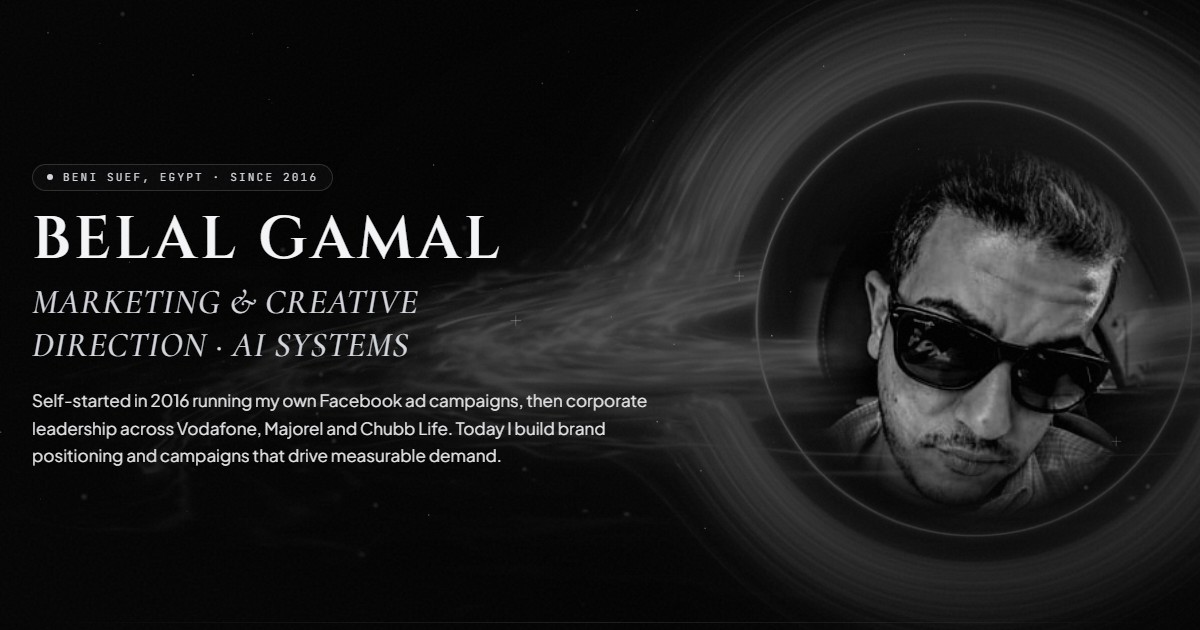 BENI SUEF, EGYPT · SINCE 2016
BELAL GAMAL
MARKETING & CREATIVE
DIRECTION · AI SYSTEMS
Self-started in 2016 running my own Facebook ad campaigns, then corporate
leadership across Vodafone, Majorel and Chubb Life. Today I build brand
positioning and campaigns that drive measurable demand.